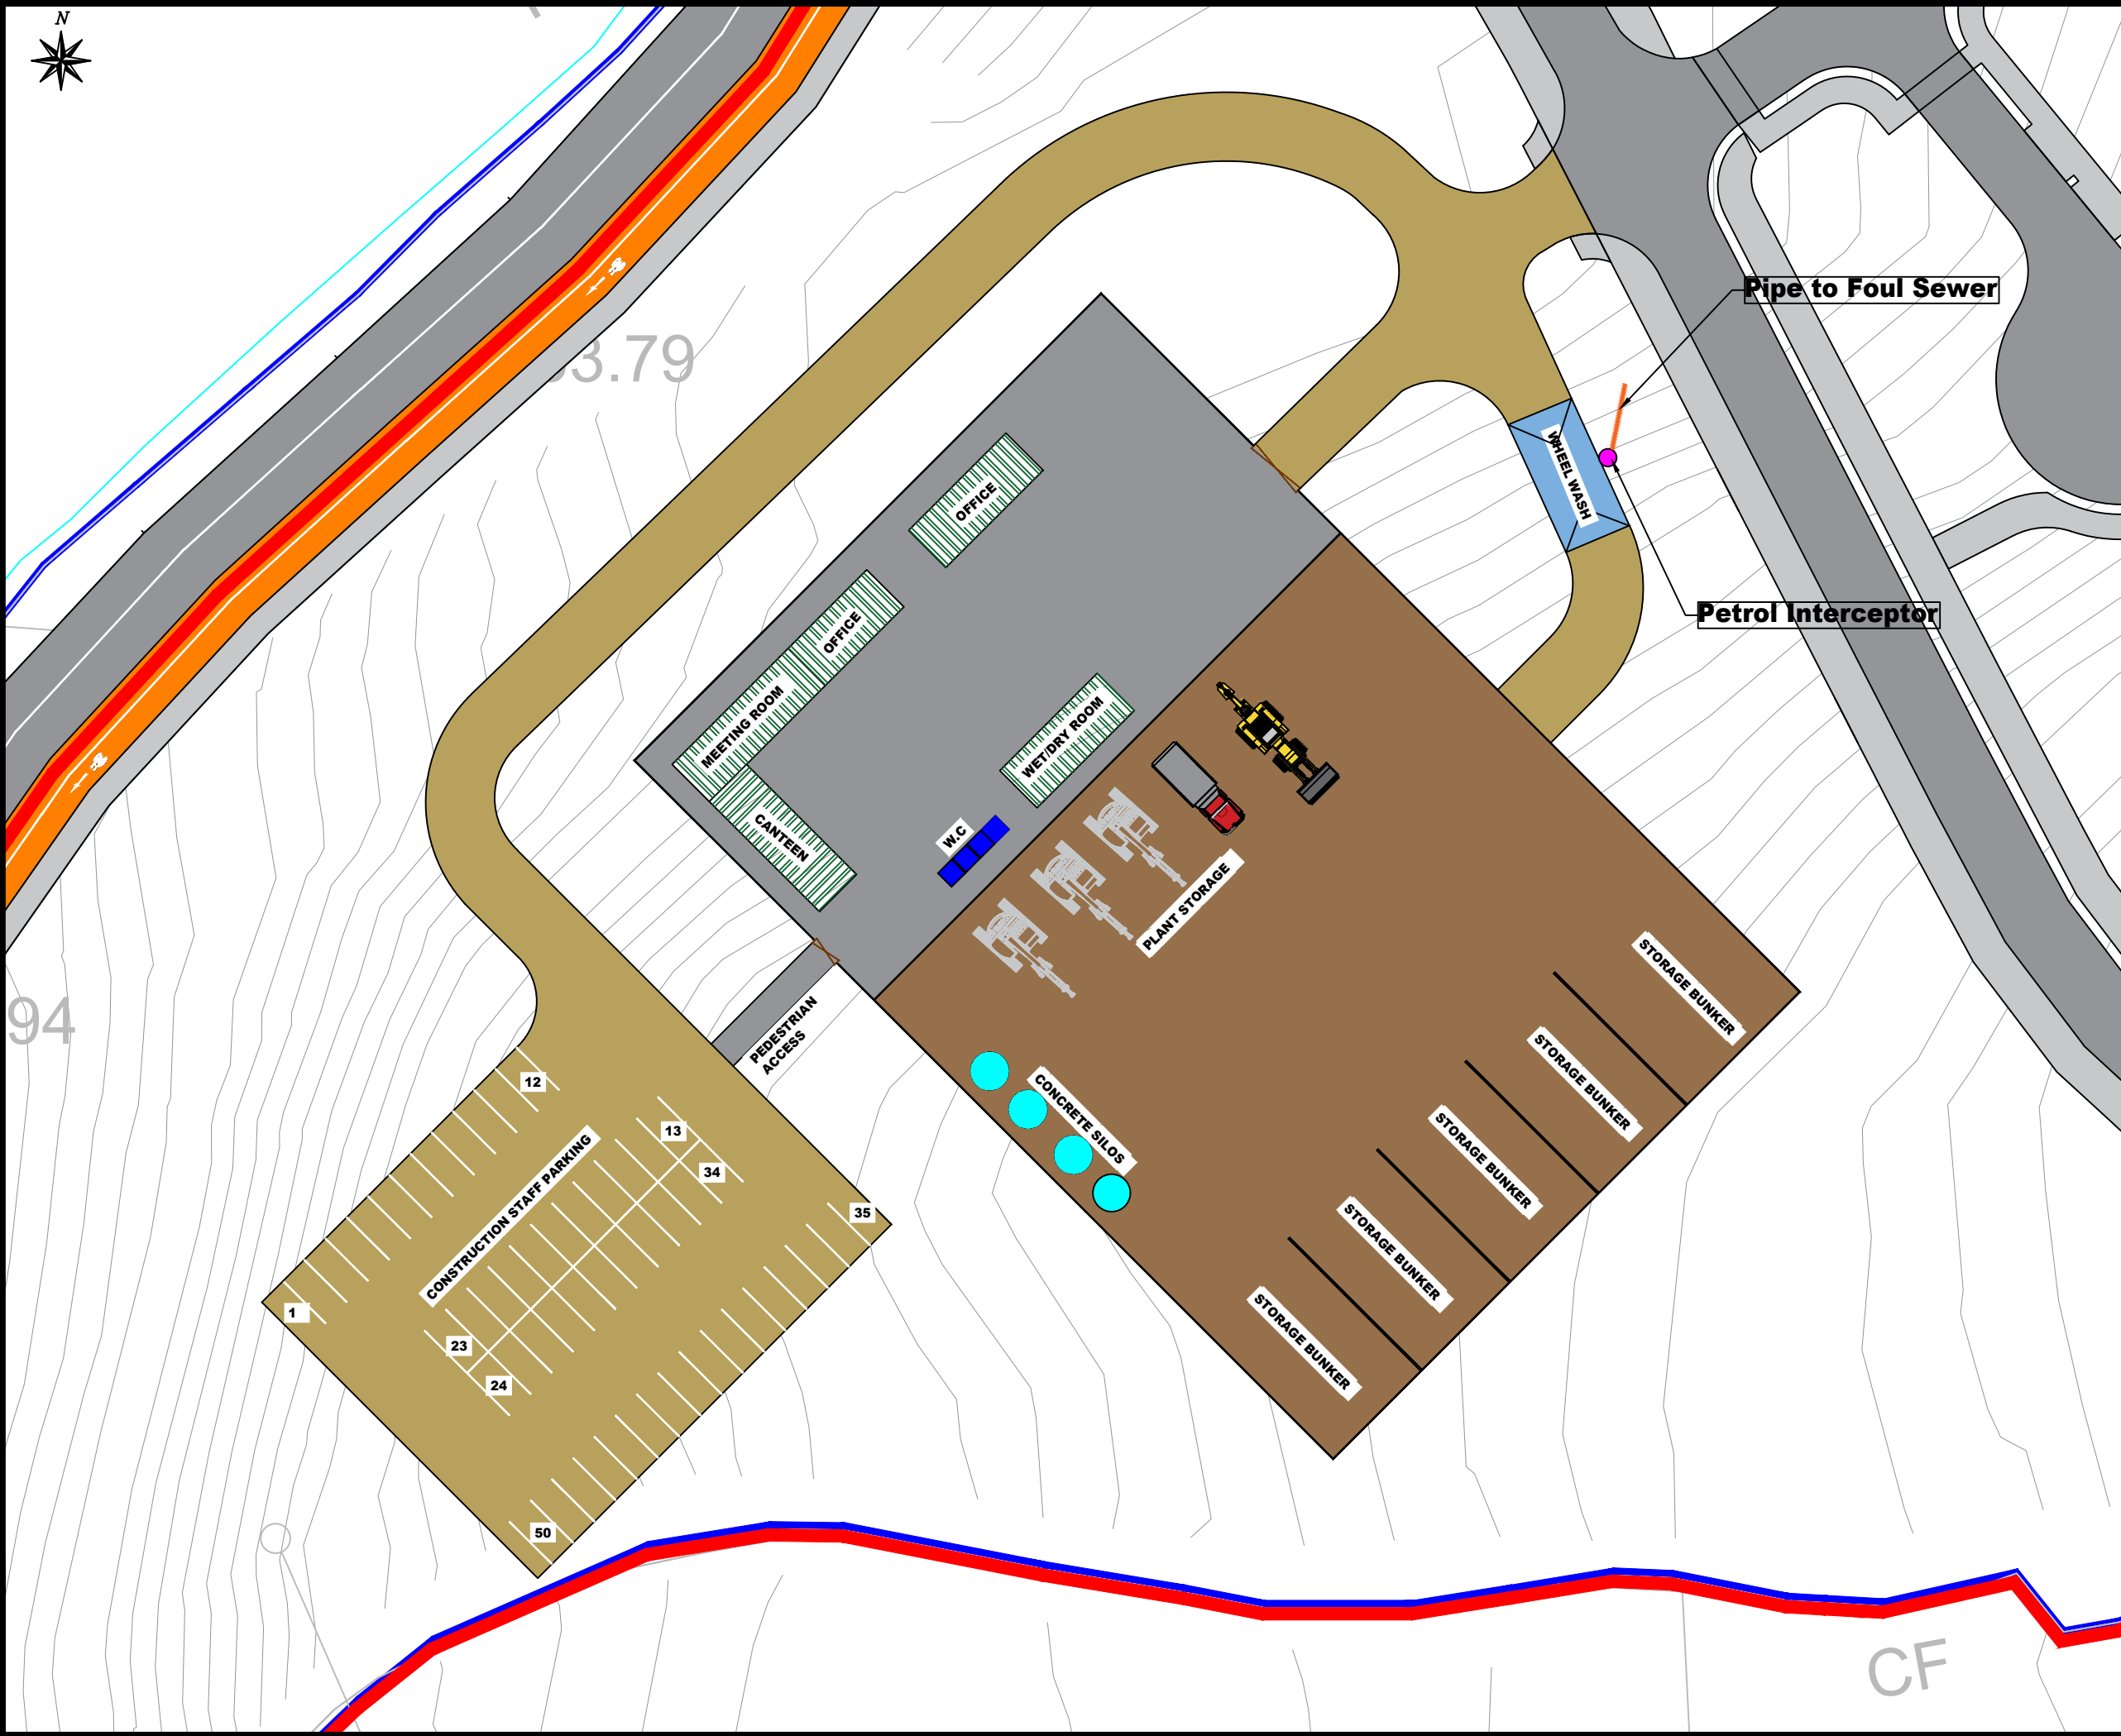 N
3.79
Pipe to Foul Sewer
OFFICE
WHEEL WASH
OFFICE
Petrol Interceptor
MEETING ROOM
WET/DRY ROOM
CANTEEN
W.C
PLANT STORAGE
STORAGE BUNKER
94
PEDESTRIAN
ACCESS
STORAGE BUNKER
12
CONCRETE SILOS
13
STORAGE BUNKER
34
CONSTRUCTION STAFF PARKING
35
STORAGE BUNKER
1
23
STORAGE BUNKER
24
50
CF